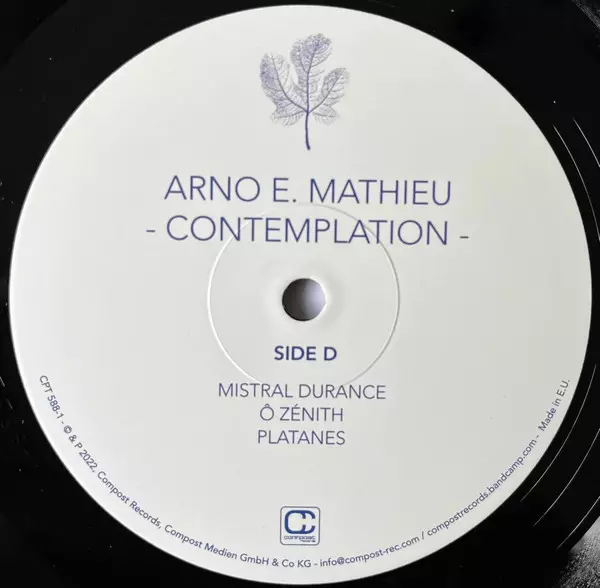 ARNO E. MATHIEU
- CONTEMPLATION -
SIDE D
MISTRAL DURANCE
Ô ZÉNITH
PLATANES
compost
CPT 588-1 - © & P 2022, Compost Records, Compost Medien GmbH & Co KG - info@compost-rec.com / compostrecords.bandcamp.com - Made in E.U.